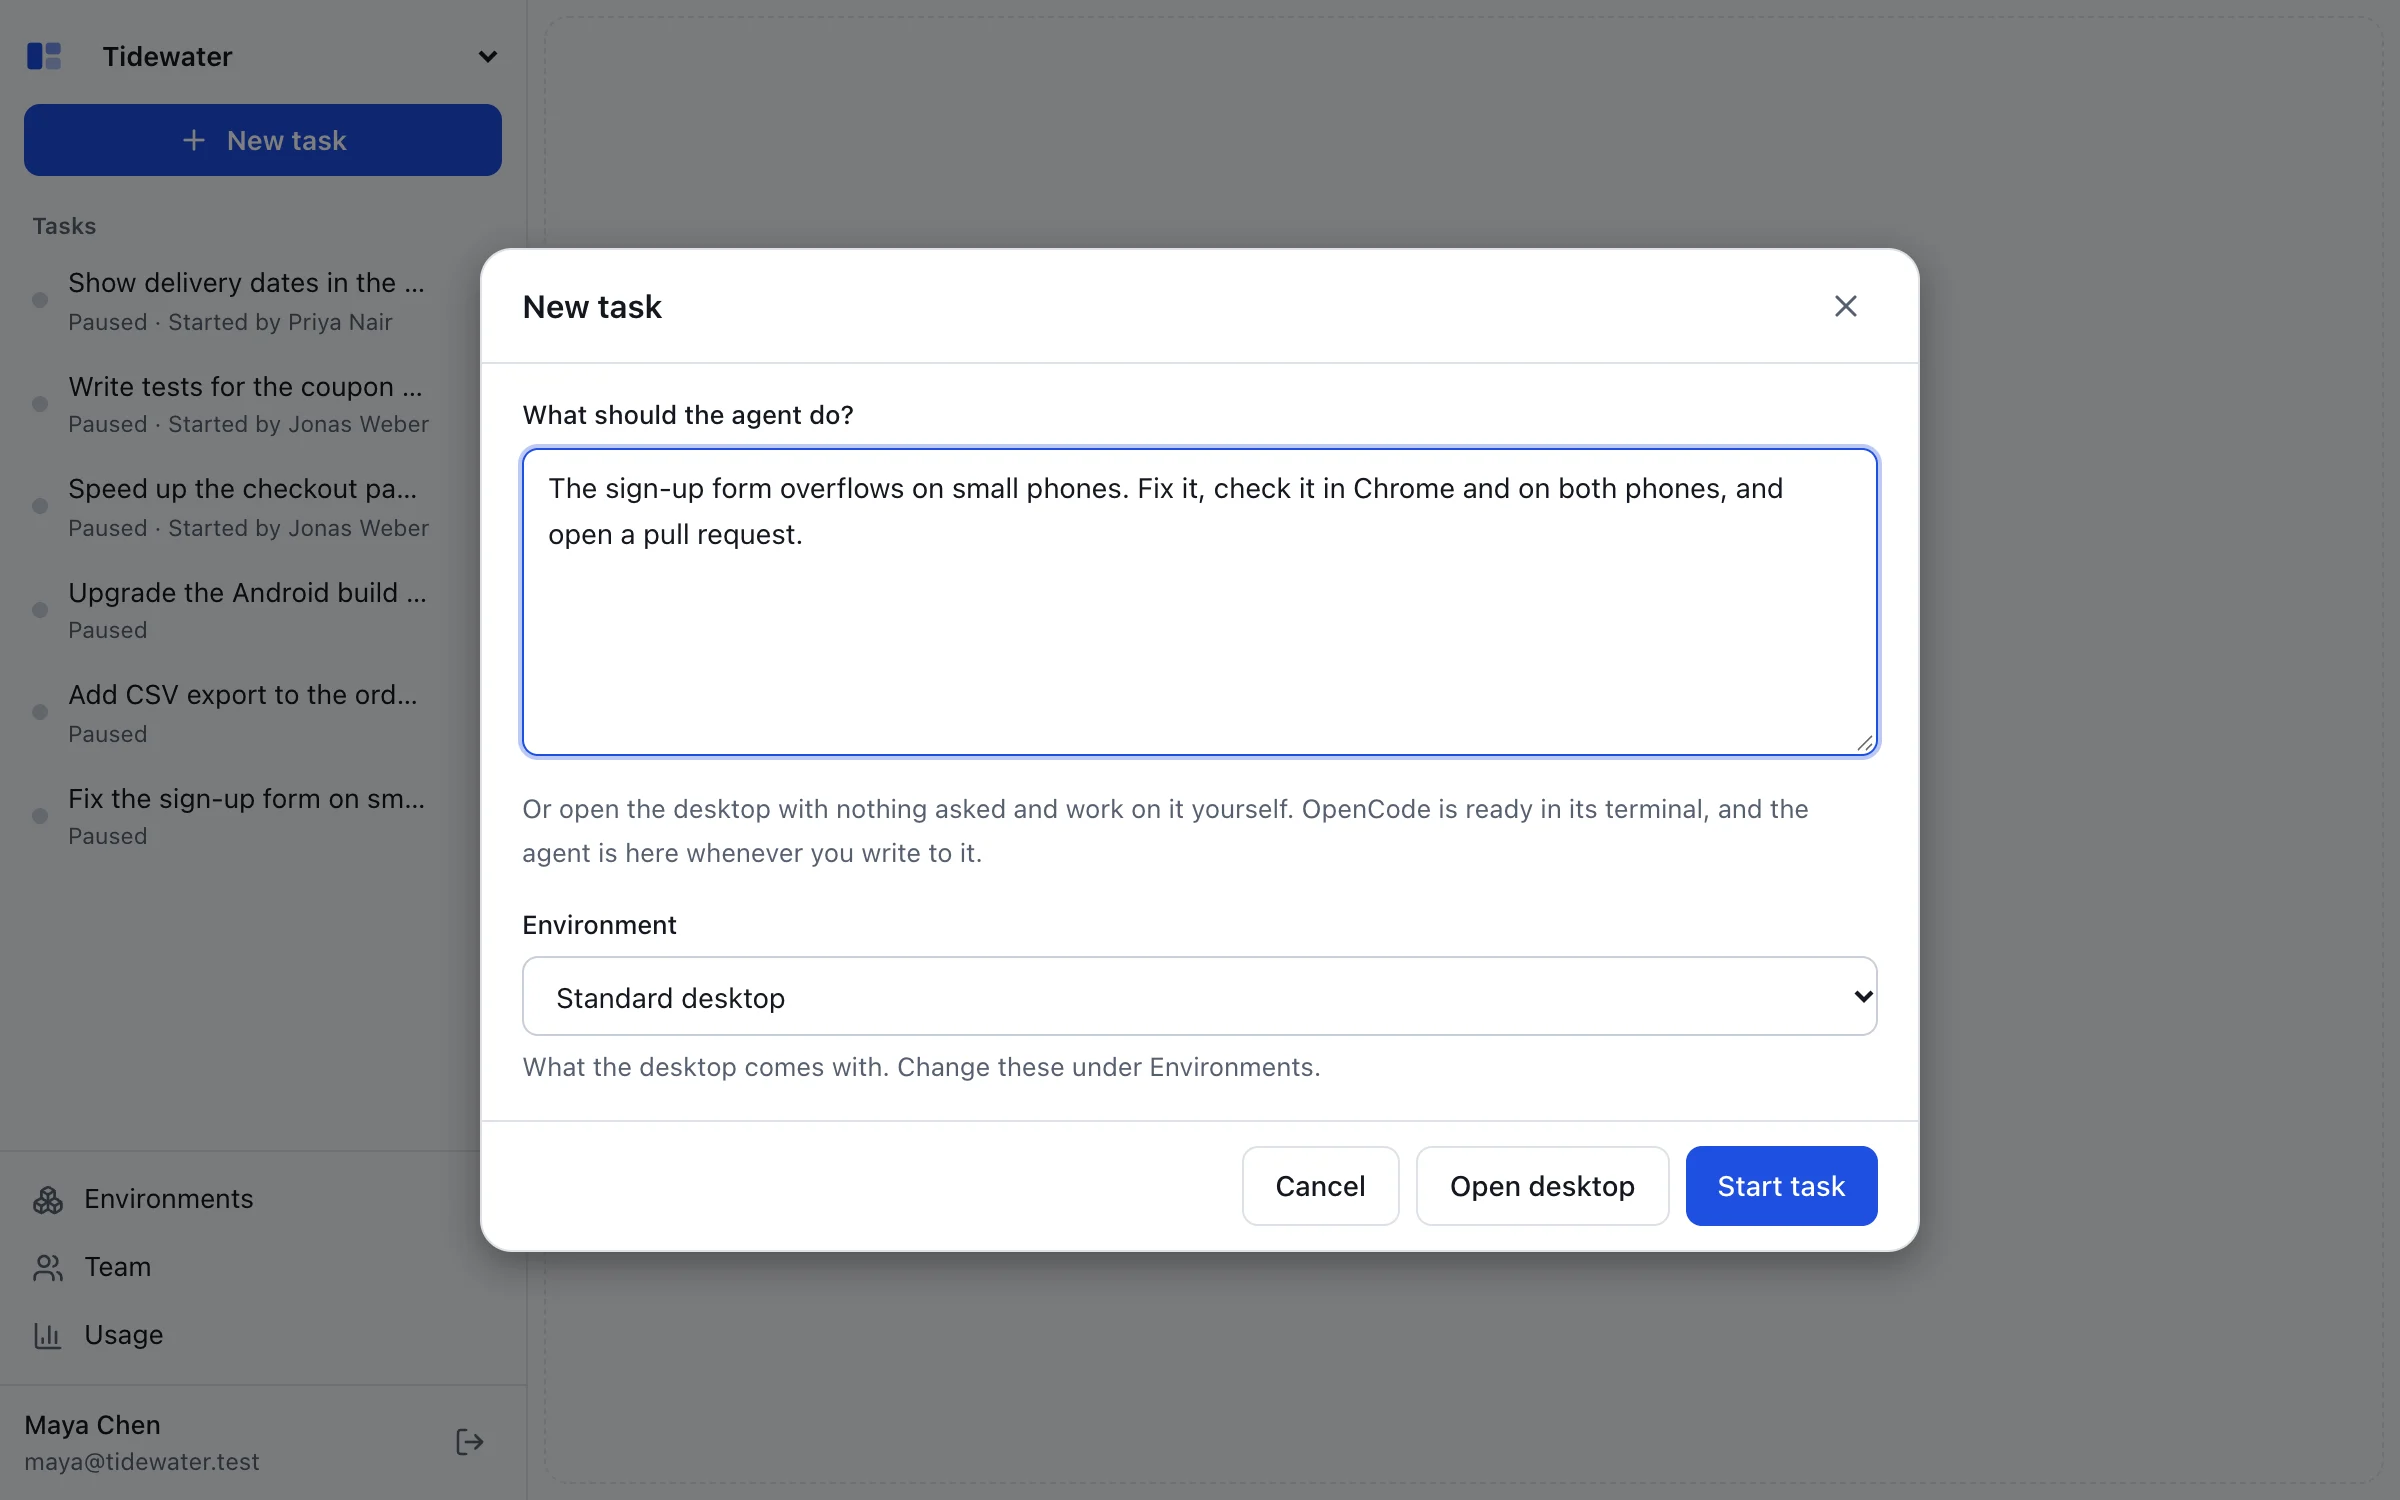 Tidewater
New task
Tasks
Show delivery dates in the ...
Paused · Started by Priya Nair
Write tests for the coupon ...
Paused · Started by Jonas Weber
Speed up the checkout pa...
Paused · Started by Jonas Weber
Upgrade the Android build ...
Paused
Add CSV export to the ord...
Paused
Fix the sign-up form on sm...
Paused
Environments
Team
Usage
Maya Chen
maya@tidewater.test
New task
What should the agent do?
The sign-up form overflows on small phones. Fix it, check it in Chrome and on both phones, and
open a pull request.
Or open the desktop with nothing asked and work on it yourself. OpenCode is ready in its terminal, and the
agent is here whenever you write to it.
Environment
Standard desktop
What the desktop comes with. Change these under Environments.
Cancel
Open desktop
Start task